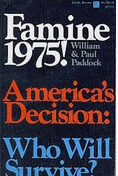 Famine
1975!
William
& Paul
Paddock
America's
Decision:
Who Will
Survive?